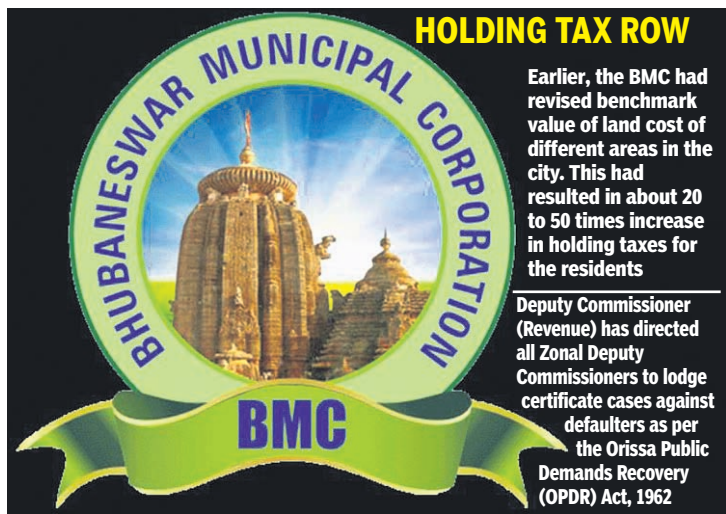 HOLDING TAX ROW
BHUBANESWAR MUNICIPAL CORPORATION
BMC
Earlier, the BMC had
revised benchmark
value of land cost of
different areas in the
city. This had
resulted in about 20
to 50 times increase
in holding taxes for
the residents
Deputy Commissioner
(Revenue) has directed
all Zonal Deputy
Commissioners to lodge
certificate cases against
defaulters as per
the Orissa Public
Demands Recovery
(OPDR) Act, 1962